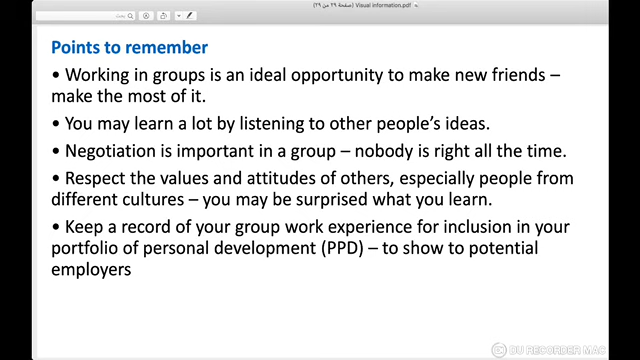 Visual information.pdf (صفحة ٢٩ من ٢٩)
بحث
Points to remember
• Working in groups is an ideal opportunity to make new friends –
make the most of it.
• You may learn a lot by listening to other people's ideas.
• Negotiation is important in a group – nobody is right all the time.
• Respect the values and attitudes of others, especially people from
different cultures – you may be surprised what you learn.
• Keep a record of your group work experience for inclusion in your
portfolio of personal development (PPD) – to show to potential
employers
DU RECORDER MAC